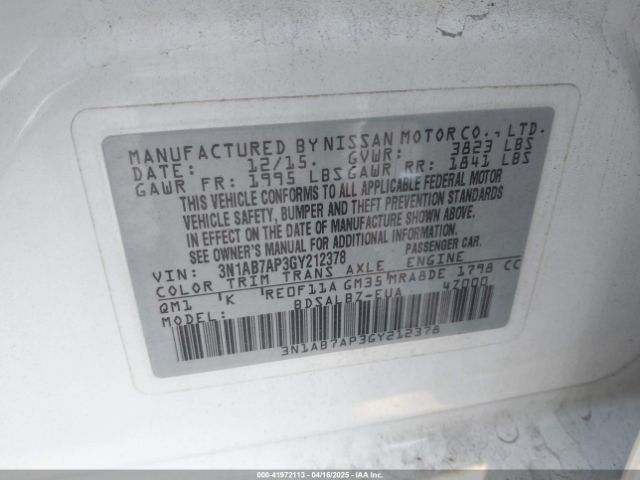 MANUFACTURED BY NISSAN MOTOR CO., LTD.
DATE: 12/15. GVWR: 3823 LBS
GAWR FR: 1995 LBS GAWR RR: 1841 LBS
THIS VEHICLE CONFORMS TO ALL APPLICABLE FEDERAL MOTOR
VEHICLE SAFETY, BUMPER AND THEFT PREVENTION STANDARDS
IN EFFECT ON THE DATE OF MANUFACTURE SHOWN ABOVE.
SEE OWNER'S MANUAL FOR GAWR INFORMATION.
VIN: 3N1AB7AP3GY212378 PASSENGER CAR.
COLOR TRIM TRANS AXLE ENGINE
QM1 K RE0F11A GM35 MRA8DE 1798 CC
MODEL: BDSALBZ-EUA 47000
3N1AB7AP3GY212378
000-41972113 - 04/16/2025 - IAAI.COM